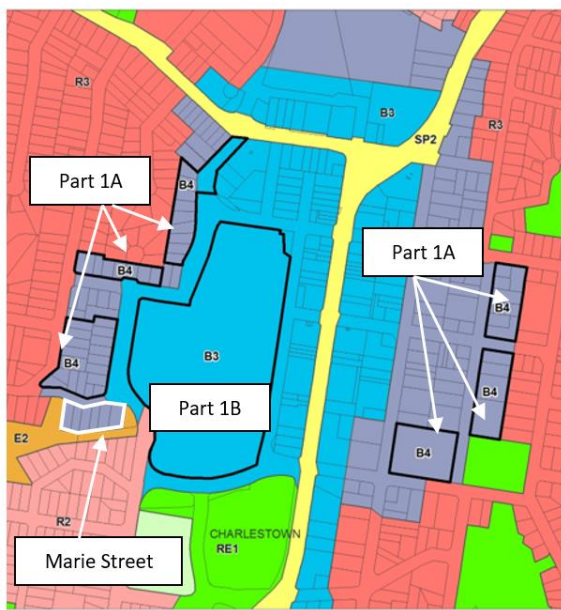 R3
B3
SP2
R3
Part 1A
B4
Part 1A
B4
B4
B3
B4
B4
Part 1B
E2
B4
R2
CHARLESTOWN
RE1
Marie Street